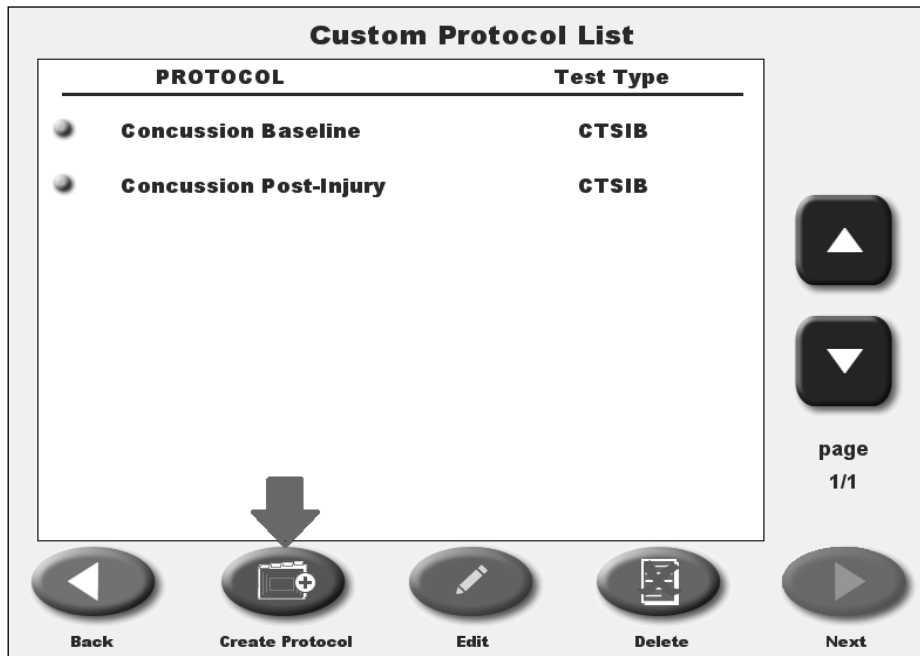 Custom Protocol List
PROTOCOL Test Type
Concussion Baseline CTSIB
Concussion Post-Injury CTSIB
page
1/1
Back Create Protocol Edit Delete Next